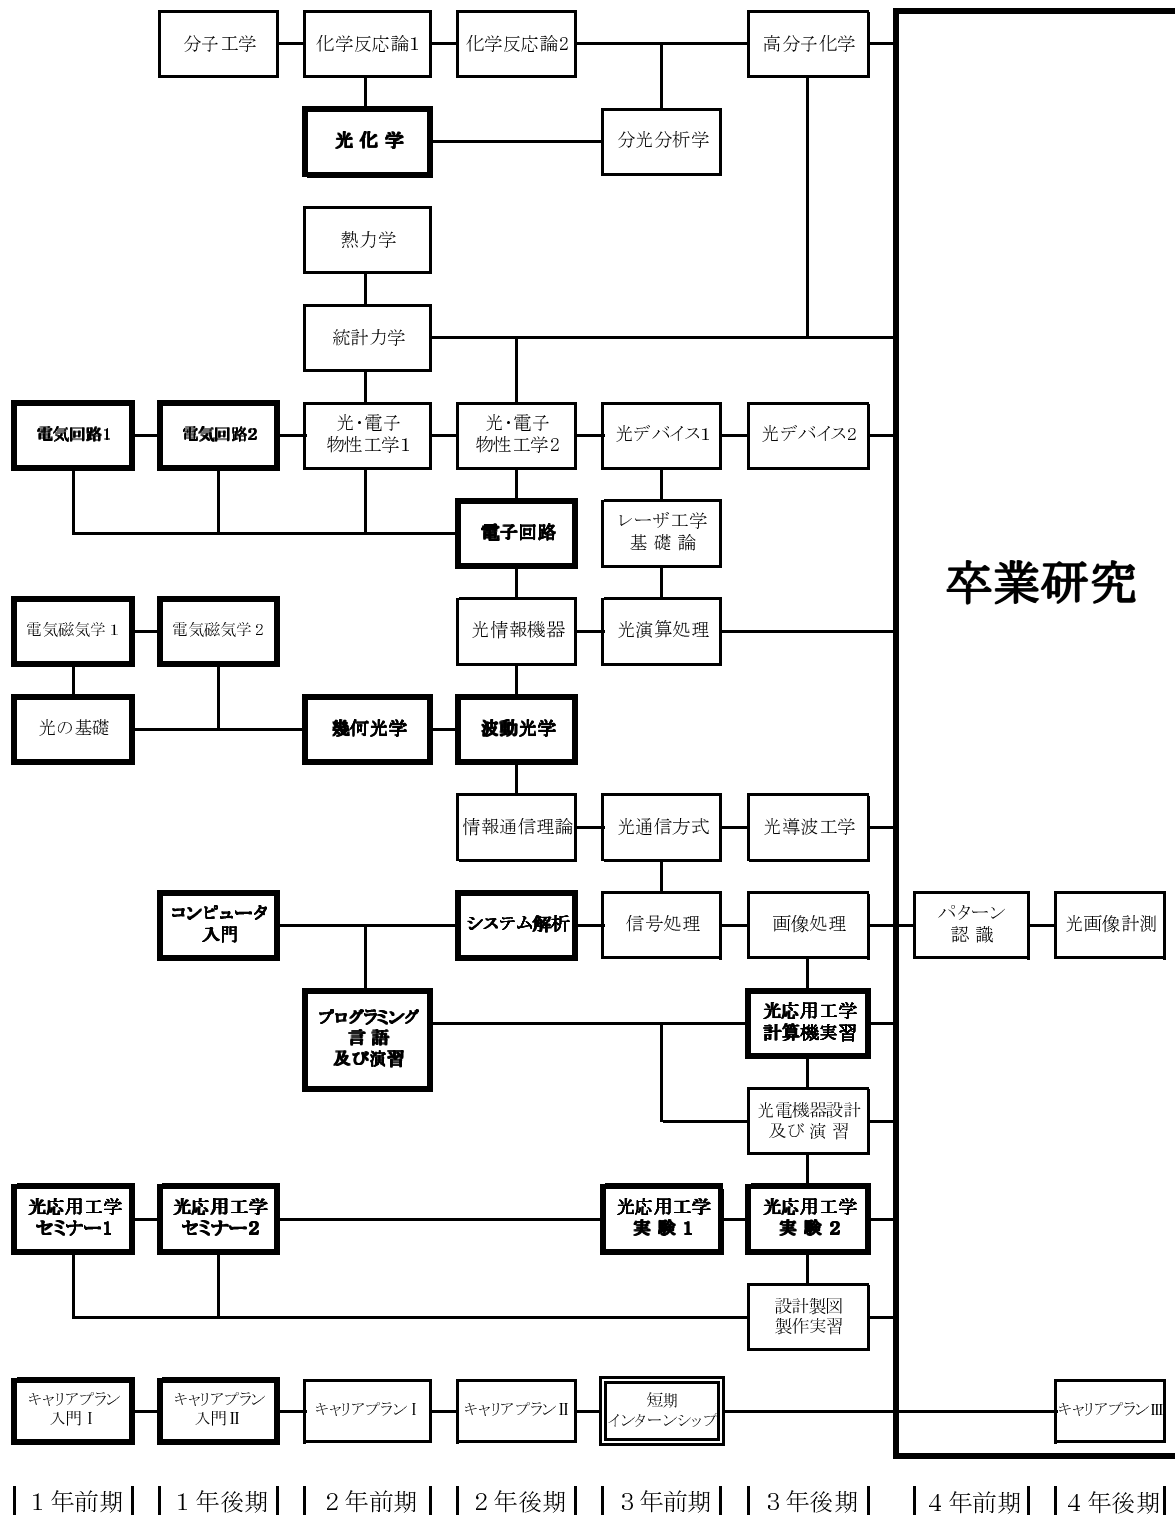 分子工学
化学反応論1
化学反応論2
高分子化学
光 化 学
分光分析学
熱力学
統計力学
電気回路1
電気回路2
光・電子
物性工学1
光・電子
物性工学2
光デバイス1
光デバイス2
電子回路
レーザ工学
基 礎 論
卒業研究
電気磁気学1
電気磁気学2
光情報機器
光演算処理
光の基礎
幾何光学
波動光学
情報通信理論
光通信方式
光導波工学
コンピュータ
入門
システム解析
信号処理
画像処理
パターン
認 識
光画像計測
プログラミング
言 語
及び演習
光応用工学
計算機実習
光電機器設計
及び 演 習
光応用工学
セミナー1
光応用工学
セミナー2
光応用工学
実 験 1
光応用工学
実 験 2
設計製図
製作実習
キャリアプラン
入門Ⅰ
キャリアプラン
入門Ⅱ
キャリアプランⅠ
キャリアプランⅡ
短期
インターンシップ
キャリアプランⅢ
1年前期
1年後期
2年前期
2年後期
3年前期
3年後期
4年前期
4年後期